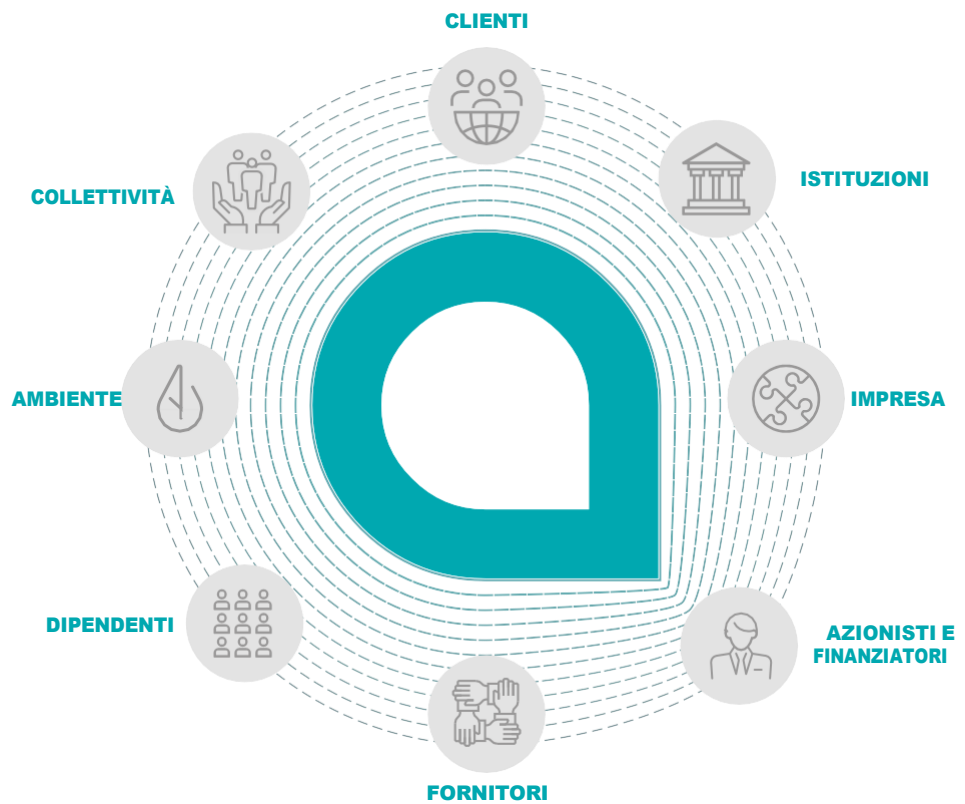 CLIENTI
ISTITUZIONI
COLLETTIVITÀ
AMBIENTE
IMPRESA
DIPENDENTI
AZIONISTI E
FINANZIATORI
FORNITORI